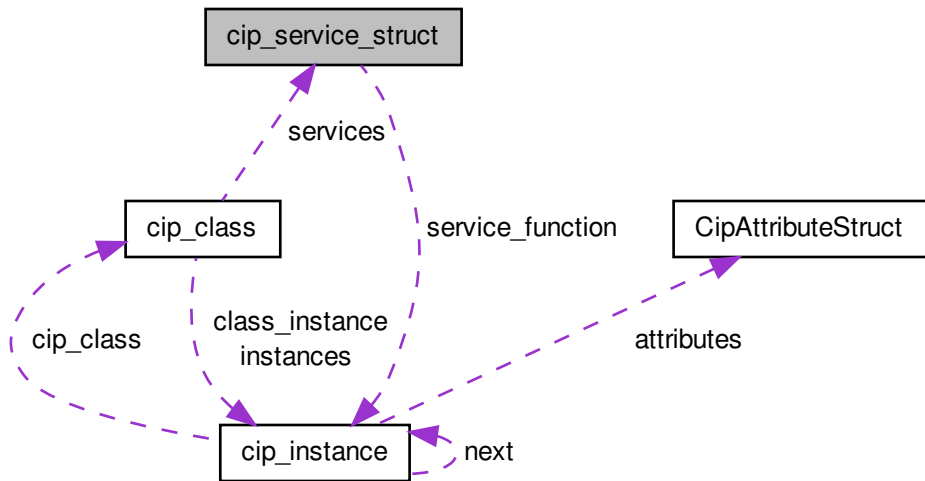 cip_service_struct
services
cip_class
service_function
CipAttributeStruct
cip_class
class_instance
instances
attributes
cip_instance
next